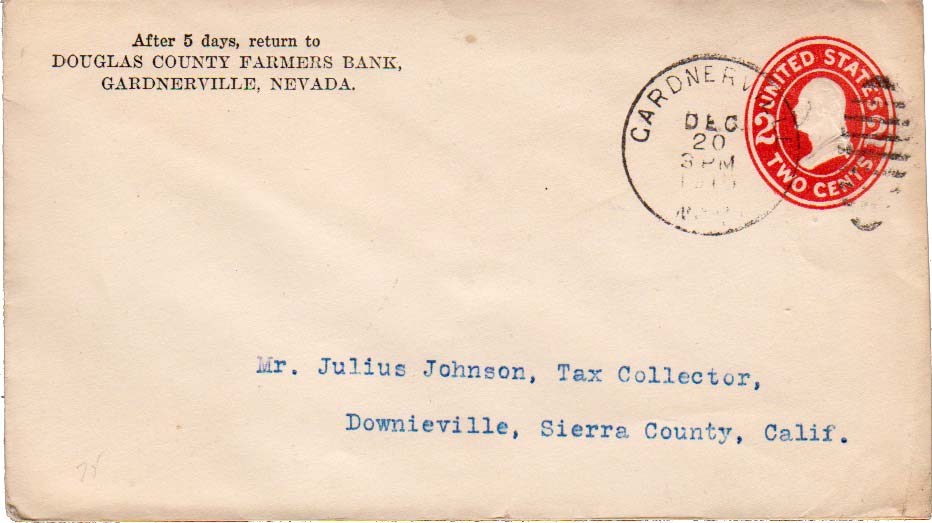 After 5 days, return to
DOUGLAS COUNTY FARMERS BANK,
GARDNERVILLE, NEVADA.
DEC
20
3 PM
UNITED STATES
2 2
TWO CENTS
Mr. Julius Johnson, Tax Collector,
Downieville, Sierra County, Calif.